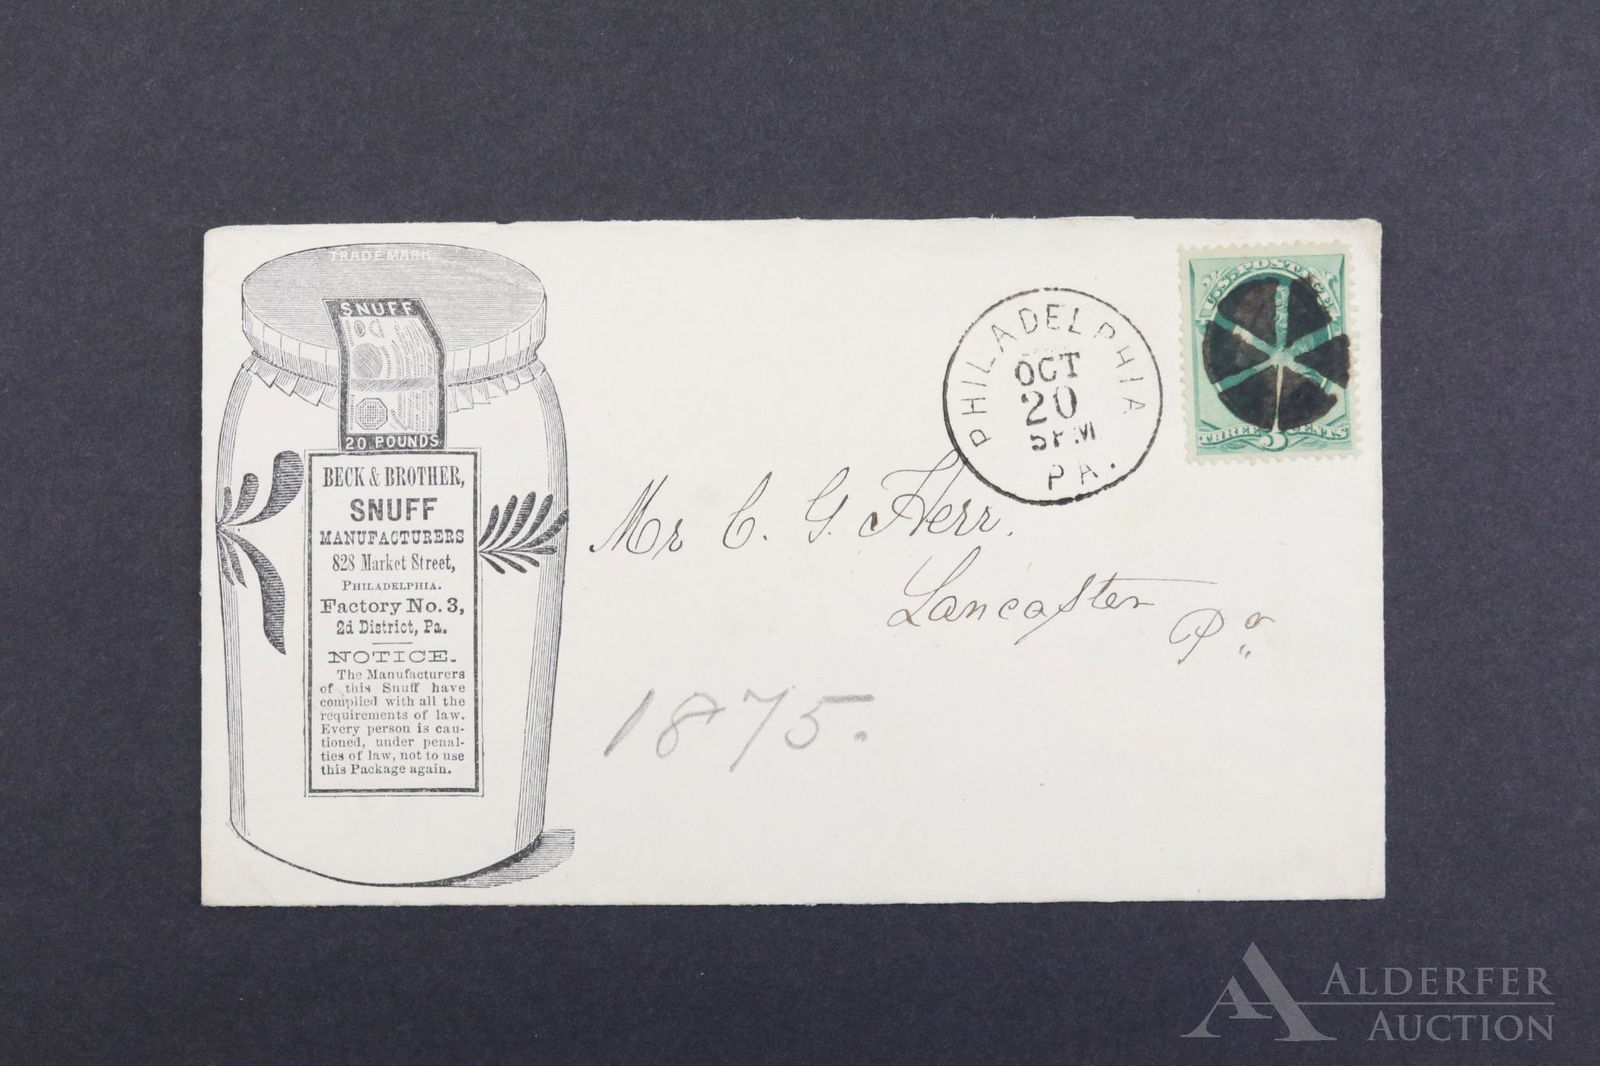 TRADE MARK
SNUFF
20 POUNDS
BECK & BROTHER,
SNUFF
MANUFACTURERS
828 Market Street,
PHILADELPHIA.
Factory No. 3,
2d District, Pa.
NOTICE.
The Manufacturers
of this Snuff have
complied with all the
requirements of law.
Every person is cau-
tioned, under penal-
ties of law, not to use
this Package again.
PHILADELPHIA
OCT
20
5PM
PA.
U.S. POSTAGE
THREE 3 CENTS
Mr C. G. Herr.
Lancaster
Pa
1875.
ALDERFER
AUCTION